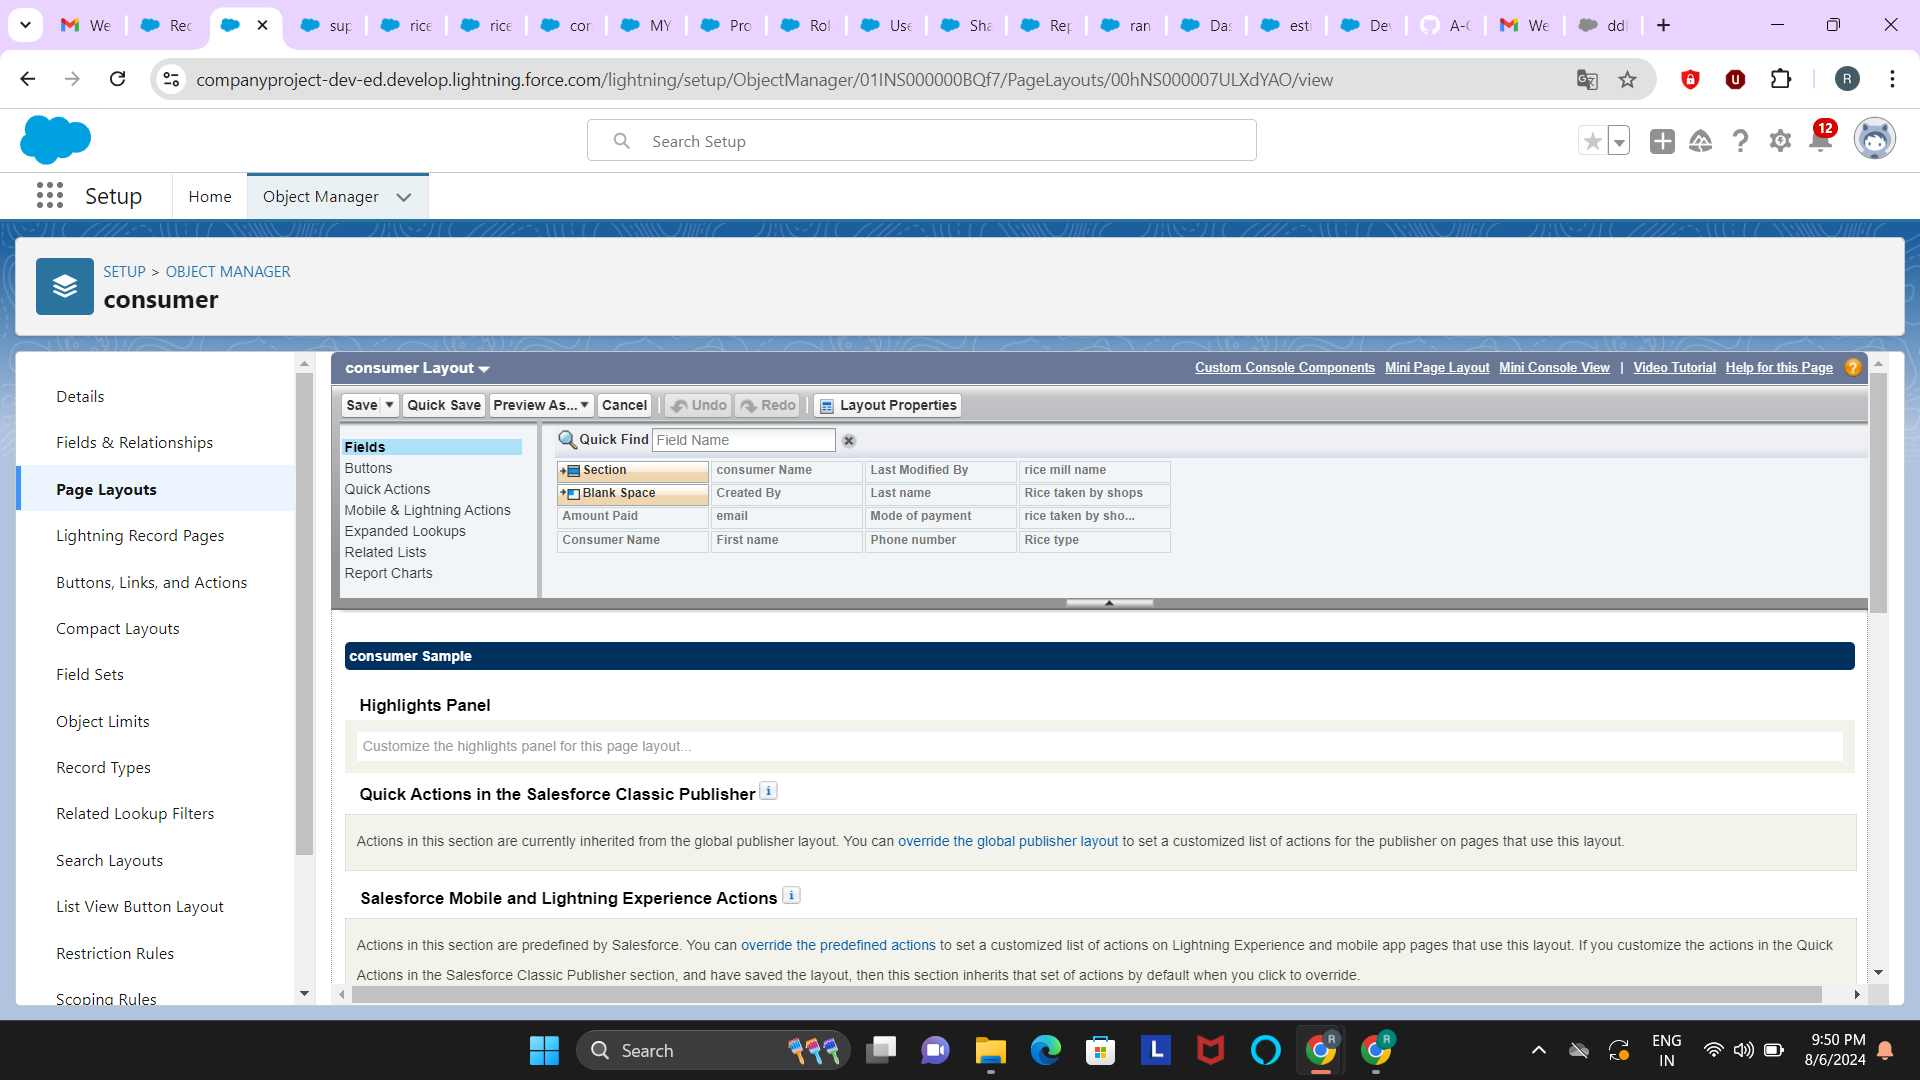 We
Rec
sup
rice
rice
cor
MY
Pro
Rol
Use
Sha
Rep
ran
Das
esti
Dev
A-C
We
ddl
companyproject-dev-ed.develop.lightning.force.com/lightning/setup/ObjectManager/01INS000000BQf7/PageLayouts/00hNS000007ULXdYAO/view
R
Search Setup
12
Setup
Home
Object Manager
SETUP > OBJECT MANAGER
consumer
Details
Fields & Relationships
Page Layouts
Lightning Record Pages
Buttons, Links, and Actions
Compact Layouts
Field Sets
Object Limits
Record Types
Related Lookup Filters
Search Layouts
List View Button Layout
Restriction Rules
Scoping Rules
consumer Layout
Custom Console Components Mini Page Layout Mini Console View | Video Tutorial Help for this Page ?
Save Quick Save Preview As... Cancel Undo Redo Layout Properties
Fields
Buttons
Quick Actions
Mobile & Lightning Actions
Expanded Lookups
Related Lists
Report Charts
Quick Find Field Name
Section consumer Name Last Modified By rice mill name
Blank Space Created By Last name Rice taken by shops
Amount Paid email Mode of payment rice taken by sho...
Consumer Name First name Phone number Rice type
consumer Sample
Highlights Panel
Customize the highlights panel for this page layout...
Quick Actions in the Salesforce Classic Publisher i
Actions in this section are currently inherited from the global publisher layout. You can override the global publisher layout to set a customized list of actions for the publisher on pages that use this layout.
Salesforce Mobile and Lightning Experience Actions i
Actions in this section are predefined by Salesforce. You can override the predefined actions to set a customized list of actions on Lightning Experience and mobile app pages that use this layout. If you customize the actions in the Quick
Actions in the Salesforce Classic Publisher section, and have saved the layout, then this section inherits that set of actions by default when you click to override.
Search
L
R
R
ENG
IN
9:50 PM
8/6/2024